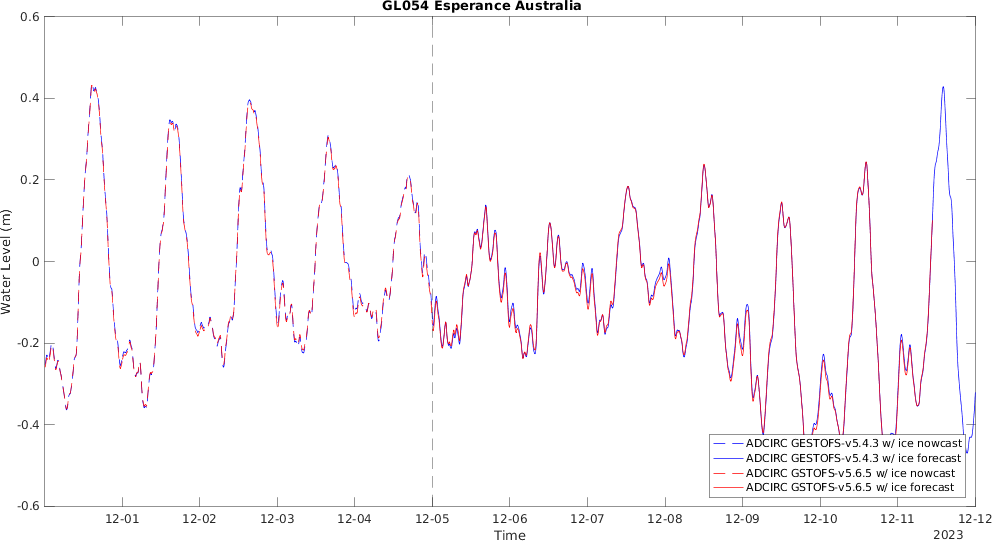 GL054 Esperance Australia
Water Level (m)
0.6
0.4
0.2
0
-0.2
-0.4
-0.6
ADCIRC GESTOFS-v5.4.3 w/ ice nowcast
ADCIRC GESTOFS-v5.4.3 w/ ice forecast
ADCIRC GSTOFS-v5.6.5 w/ ice nowcast
ADCIRC GSTOFS-v5.6.5 w/ ice forecast
12-01 12-02 12-03 12-04 12-05 12-06 12-07 12-08 12-09 12-10 12-11 12-12
Time
2023